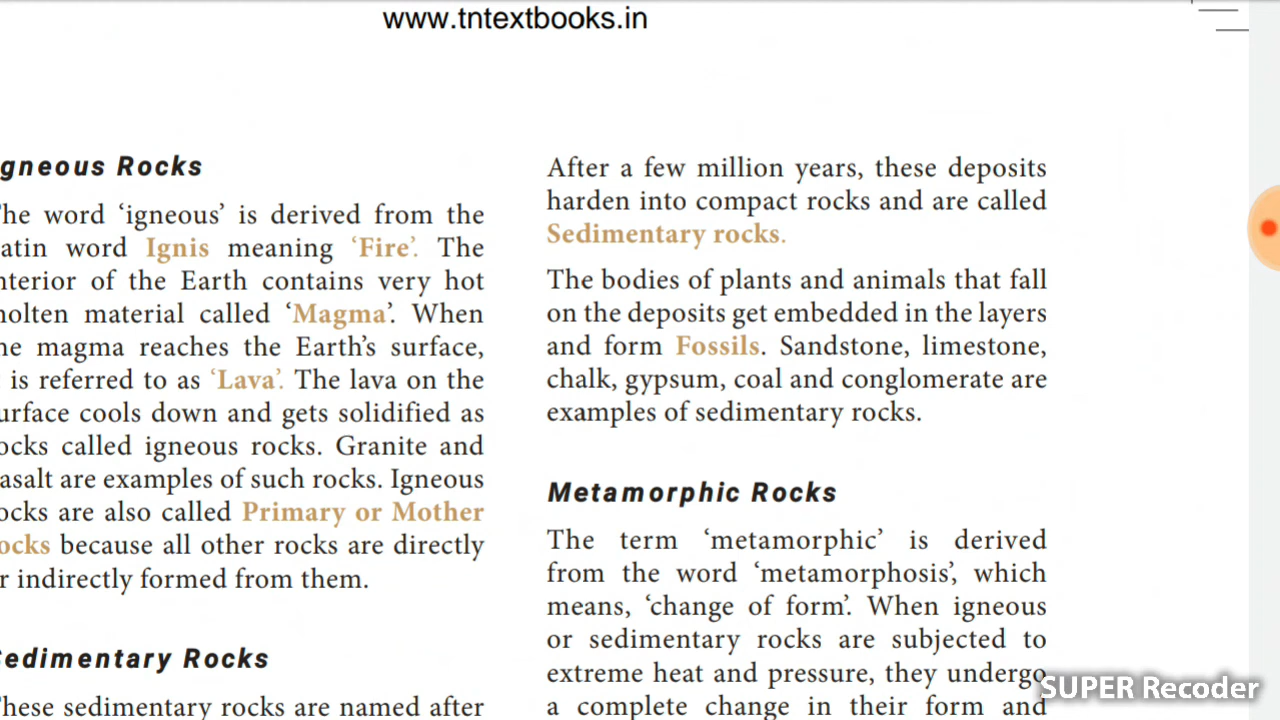 www.tntextbooks.in
gneous Rocks
he word ‘igneous’ is derived from the
atin word Ignis meaning ‘Fire’. The
nterior of the Earth contains very hot
nolten material called ‘Magma’. When
he magma reaches the Earth’s surface,
is referred to as ‘Lava’. The lava on the
urface cools down and gets solidified as
ocks called igneous rocks. Granite and
asalt are examples of such rocks. Igneous
ocks are also called Primary or Mother
ocks because all other rocks are directly
r indirectly formed from them.
Sedimentary Rocks
hese sedimentary rocks are named after
After a few million years, these deposits
harden into compact rocks and are called
Sedimentary rocks.
The bodies of plants and animals that fall
on the deposits get embedded in the layers
and form Fossils. Sandstone, limestone,
chalk, gypsum, coal and conglomerate are
examples of sedimentary rocks.
Metamorphic Rocks
The term ‘metamorphic’ is derived
from the word ‘metamorphosis’, which
means, ‘change of form’. When igneous
or sedimentary rocks are subjected to
extreme heat and pressure, they undergo
a complete change in their form and
SUPER Recoder